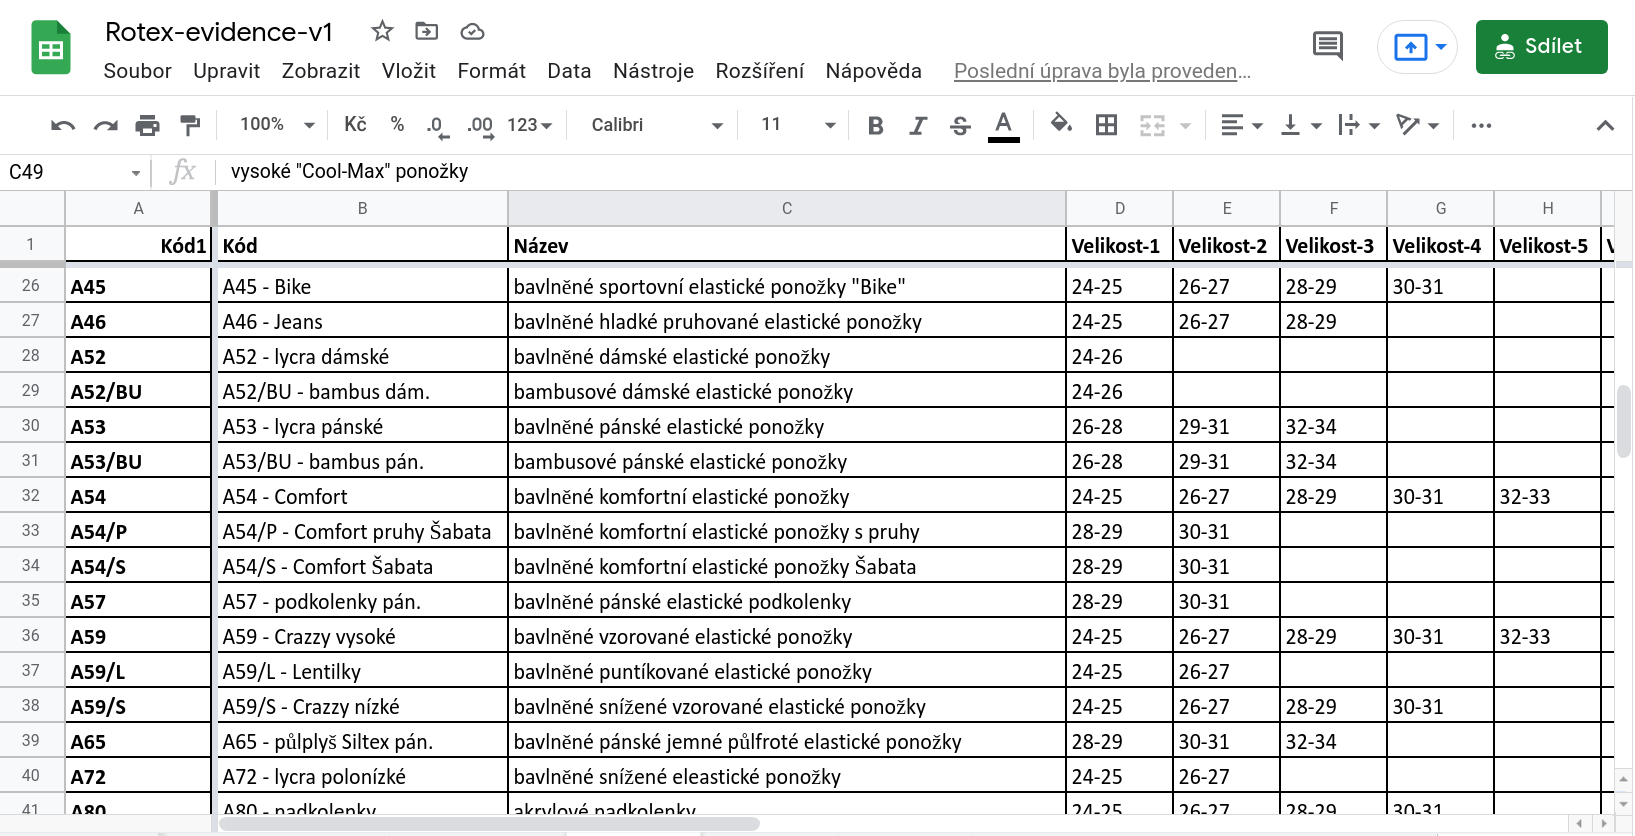 Rotex-evidence-v1
Soubor Upravit Zobrazit Vložit Formát Data Nástroje Rozšíření Nápověda Poslední úprava byla proveden…
Sdílet
100% Kč % .0 .00 123 Calibri 11 B I S A
C49 fx vysoké "Cool-Max" ponožky
A B C D E F G H
1 Kód1 Kód Název Velikost-1 Velikost-2 Velikost-3 Velikost-4 Velikost-5
26 A45 A45 - Bike bavlněné sportovní elastické ponožky "Bike" 24-25 26-27 28-29 30-31
27 A46 A46 - Jeans bavlněné hladké pruhované elastické ponožky 24-25 26-27 28-29
28 A52 A52 - lycra dámské bavlněné dámské elastické ponožky 24-26
29 A52/BU A52/BU - bambus dám. bambusové dámské elastické ponožky 24-26
30 A53 A53 - lycra pánské bavlněné pánské elastické ponožky 26-28 29-31 32-34
31 A53/BU A53/BU - bambus pán. bambusové pánské elastické ponožky 26-28 29-31 32-34
32 A54 A54 - Comfort bavlněné komfortní elastické ponožky 24-25 26-27 28-29 30-31 32-33
33 A54/P A54/P - Comfort pruhy Šabata bavlněné komfortní elastické ponožky s pruhy 28-29 30-31
34 A54/S A54/S - Comfort Šabata bavlněné komfortní elastické ponožky Šabata 28-29 30-31
35 A57 A57 - podkolenky pán. bavlněné pánské elastické podkolenky 28-29 30-31
36 A59 A59 - Crazzy vysoké bavlněné vzorované elastické ponožky 24-25 26-27 28-29 30-31 32-33
37 A59/L A59/L - Lentilky bavlněné puntíkované elastické ponožky 24-25 26-27
38 A59/S A59/S - Crazzy nízké bavlněné snížené vzorované elastické ponožky 24-25 26-27 28-29 30-31
39 A65 A65 - půlplyš Siltex pán. bavlněné pánské jemné půlfroté elastické ponožky 28-29 30-31 32-34
40 A72 A72 - lycra polonízké bavlněné snížené eleastické ponožky 24-25 26-27
41 A80 A80 - nadkolenky akrylové nadkolenky 24-25 26-27 28-29 30-31